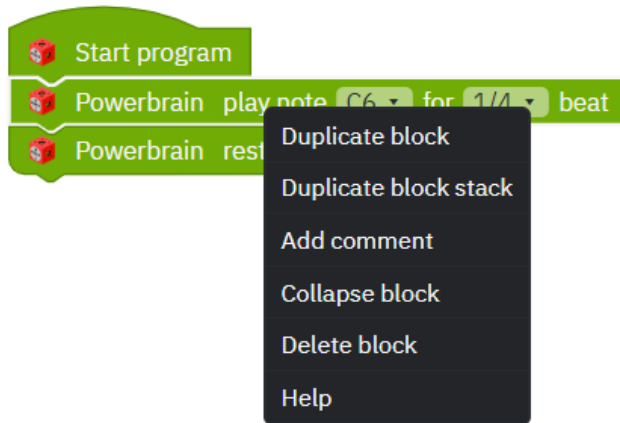 Start program
Powerbrain play note C6 for 1/4 beat
Powerbrain rest
Duplicate block
Duplicate block stack
Add comment
Collapse block
Delete block
Help